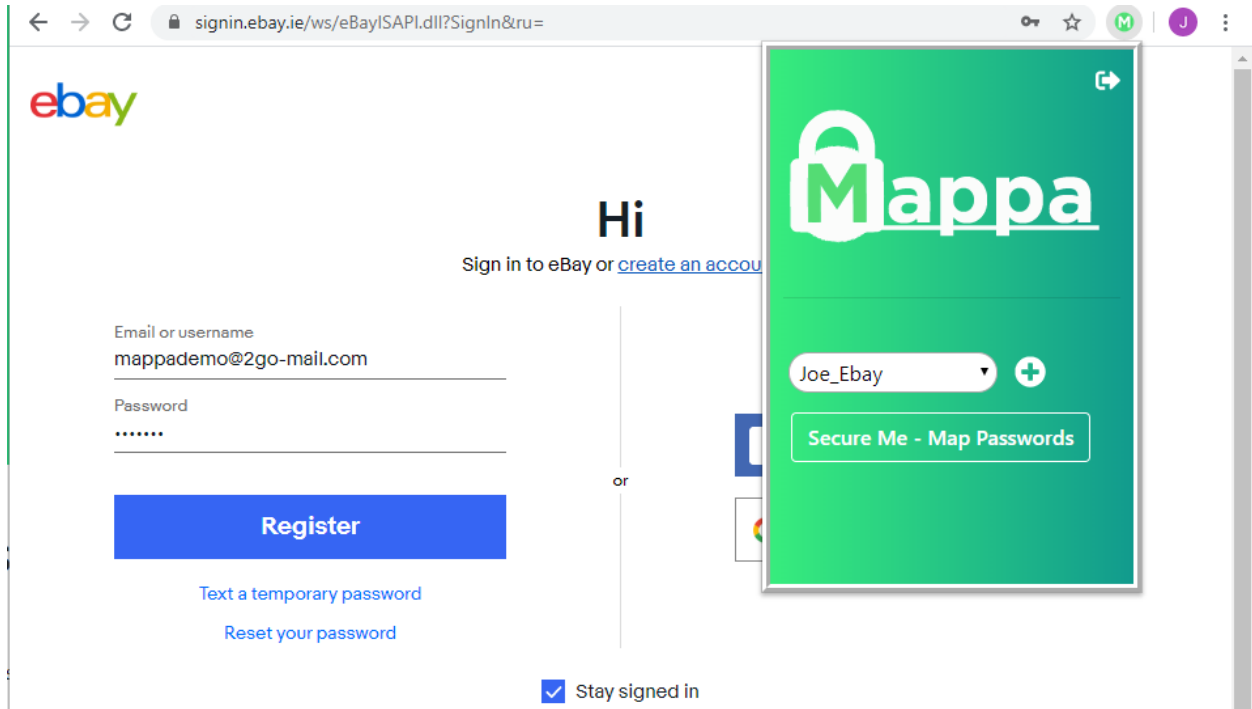 signin.ebay.ie/ws/eBayISAPI.dll?SignIn&ru=
M
J
ebay
Mappa
Hi
Sign in to eBay or create an accou
Email or username
mappademo@2go-mail.com
Password
•••••••
Joe_Ebay
Secure Me - Map Passwords
or
Register
Text a temporary password
Reset your password
Stay signed in